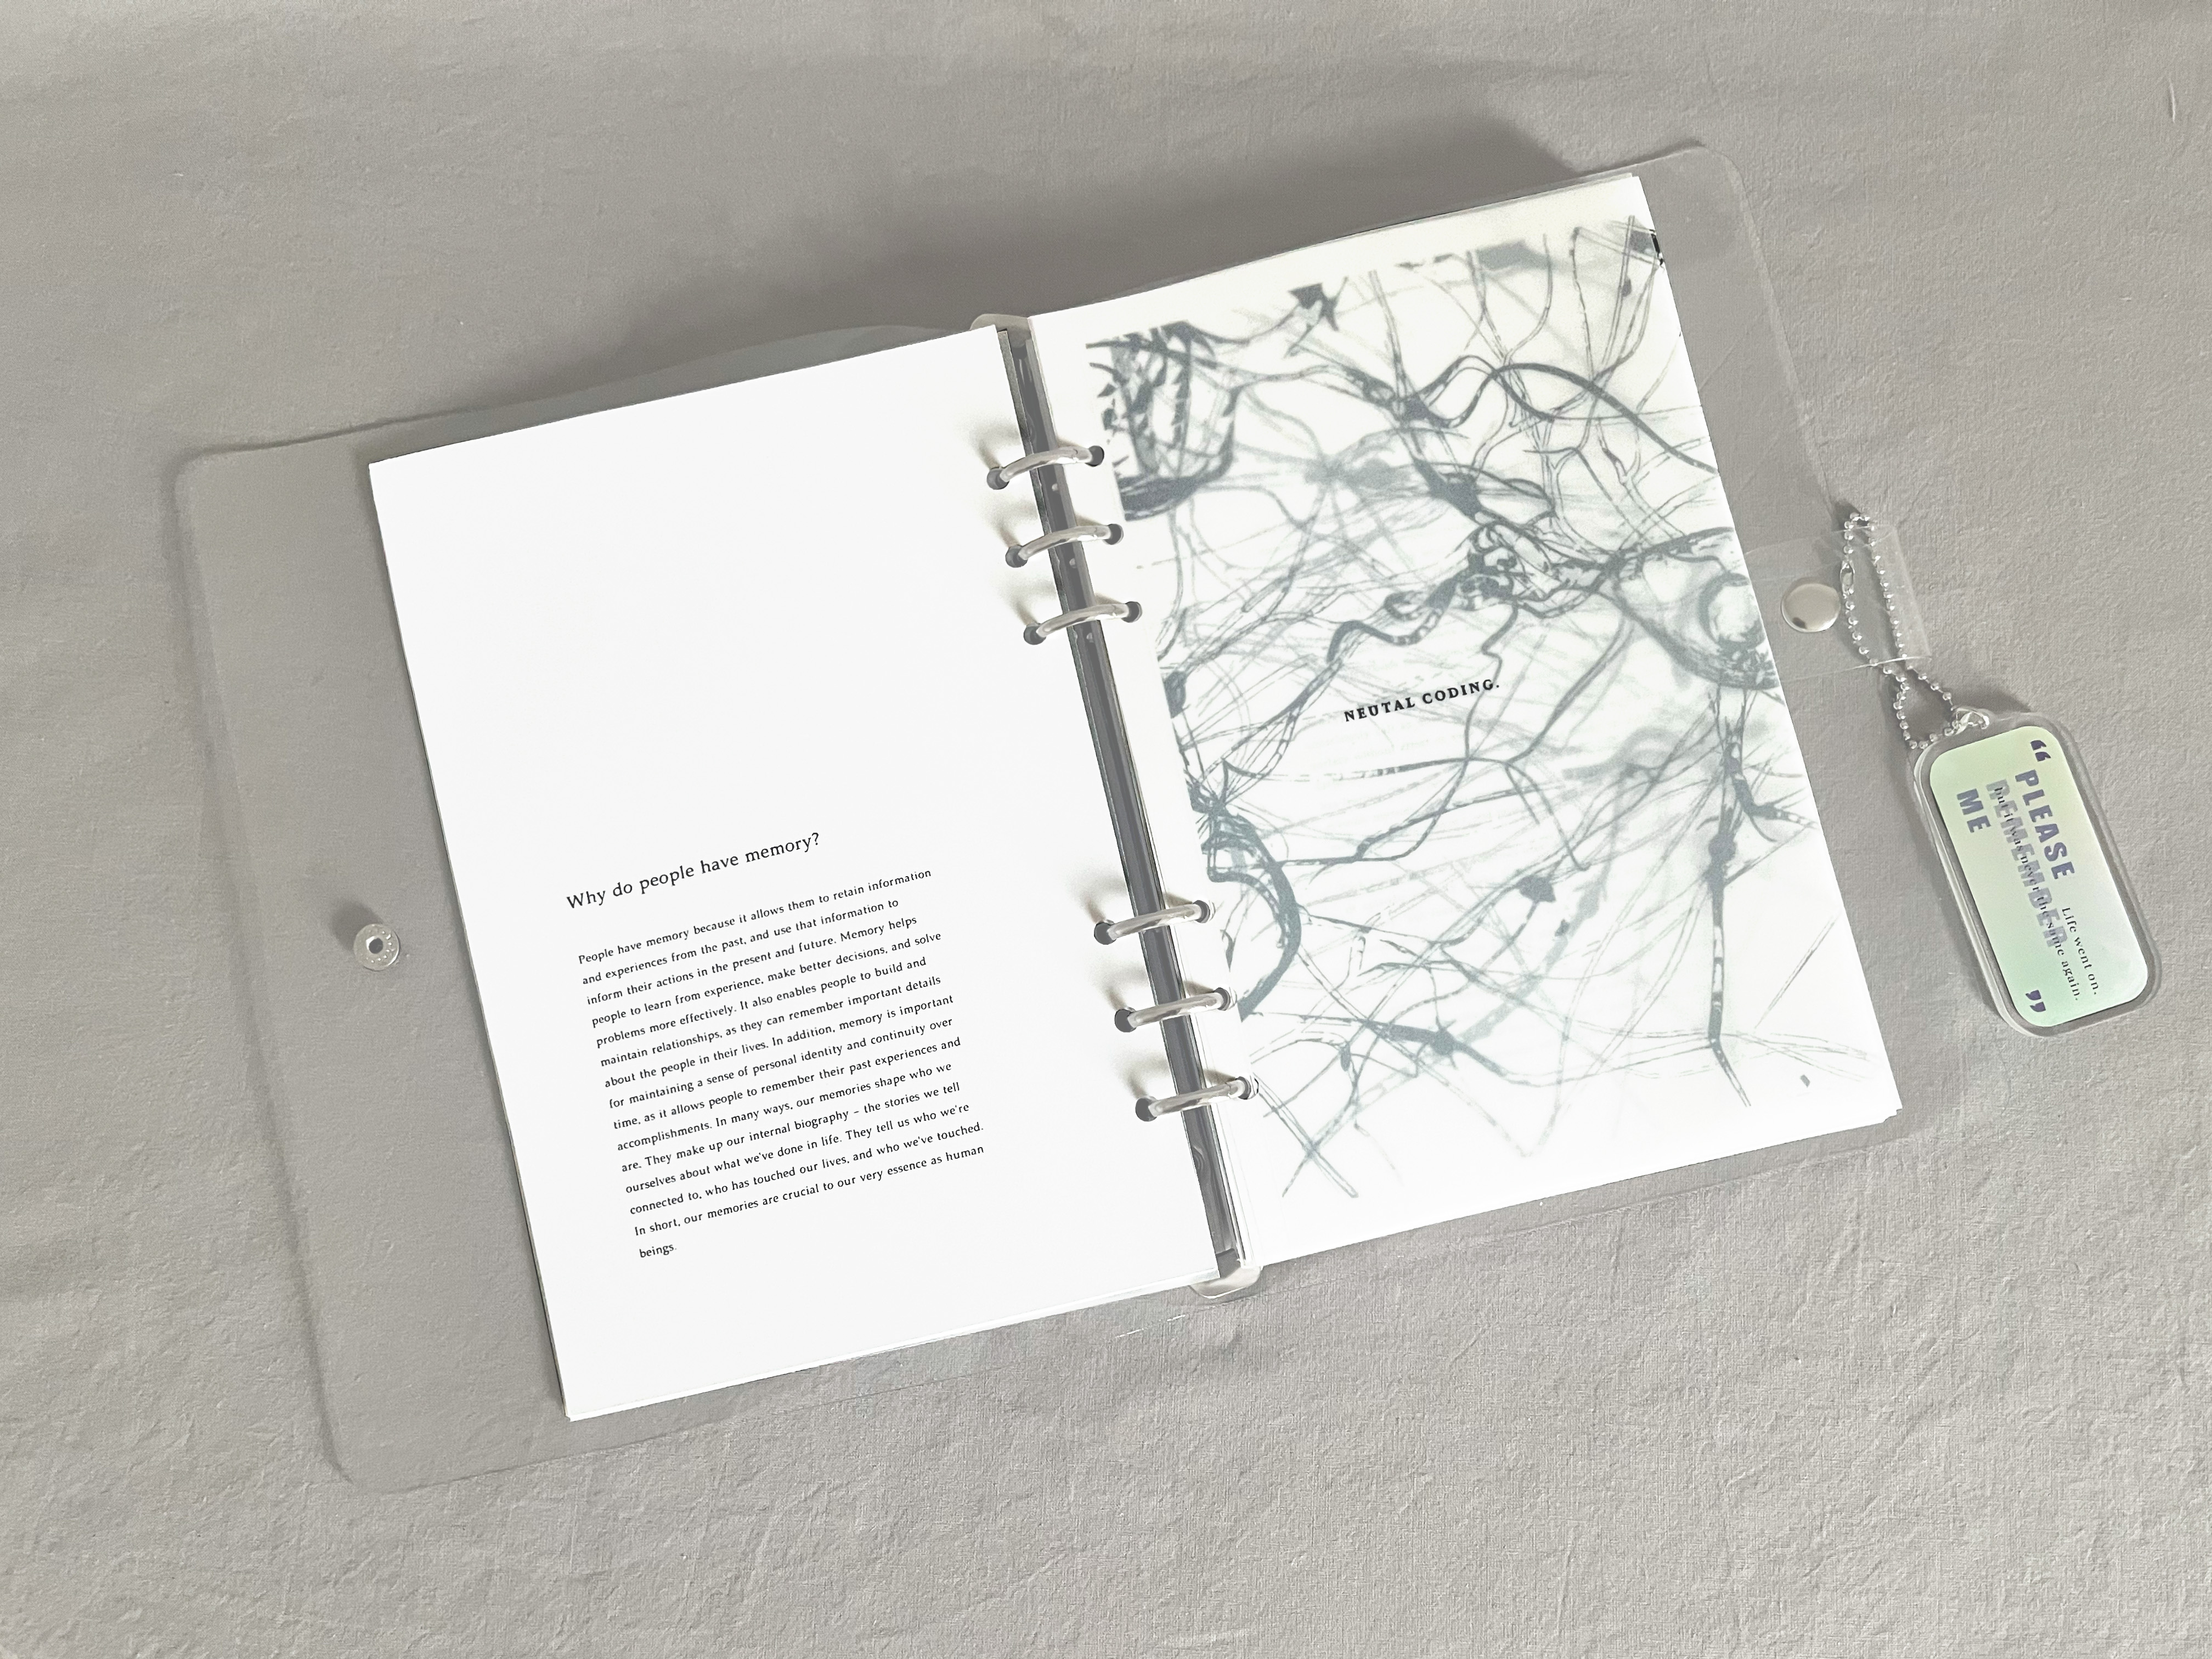 Why do people have memory?
People have memory because it allows them to retain information
and experiences from the past, and use that information to
inform their actions in the present and future. Memory helps
people to learn from experience, make better decisions, and solve
problems more effectively. It also enables people to build and
maintain relationships, as they can remember important details
about the people in their lives. In addition, memory is important
for maintaining a sense of personal identity and continuity over
time, as it allows people to remember their past experiences and
accomplishments. In many ways, our memories shape who we
are. They make up our internal biography – the stories we tell
ourselves about what we've done in life. They tell us who we're
connected to, who has touched our lives, and who we've touched.
In short, our memories are crucial to our very essence as human
beings.
NEUTAL CODING.
“ PLEASE
REMEMBER
ME ”
Life went on.
but it was never the same again.